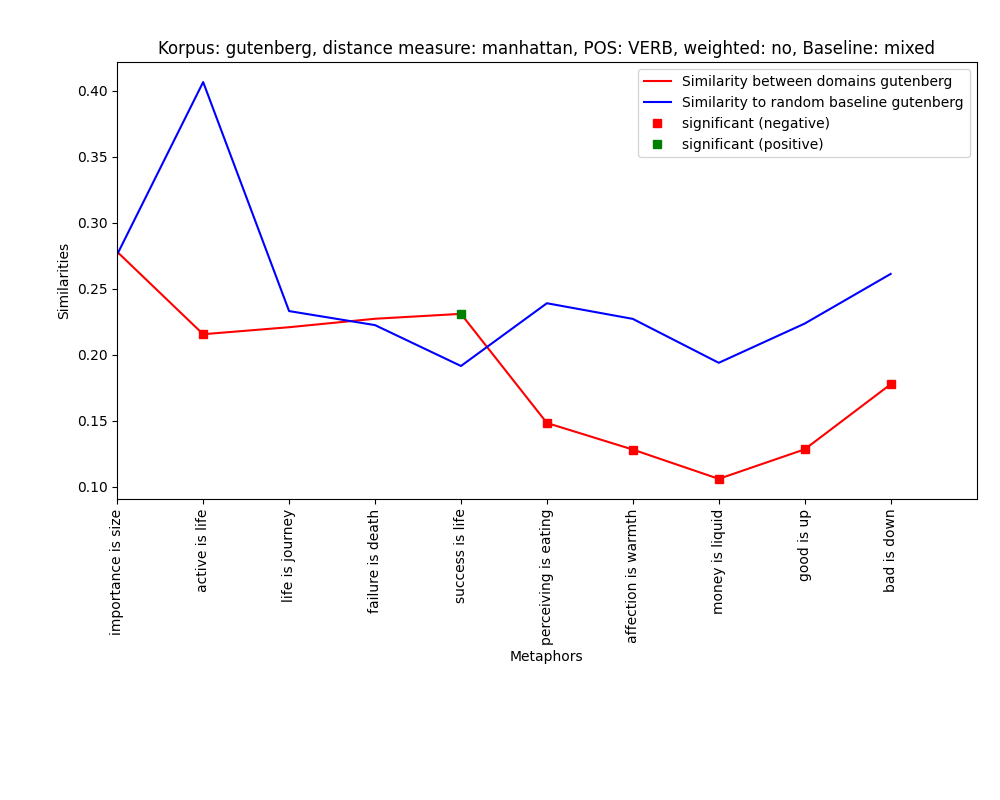 Korpus: gutenberg, distance measure: manhattan, POS: VERB, weighted: no, Baseline: mixed
Similarity between domains gutenberg
Similarity to random baseline gutenberg
significant (negative)
significant (positive)
Similarities
0.40
0.35
0.30
0.25
0.20
0.15
0.10
importance is size
active is life
life is journey
failure is death
success is life
perceiving is eating
affection is warmth
money is liquid
good is up
bad is down
Metaphors